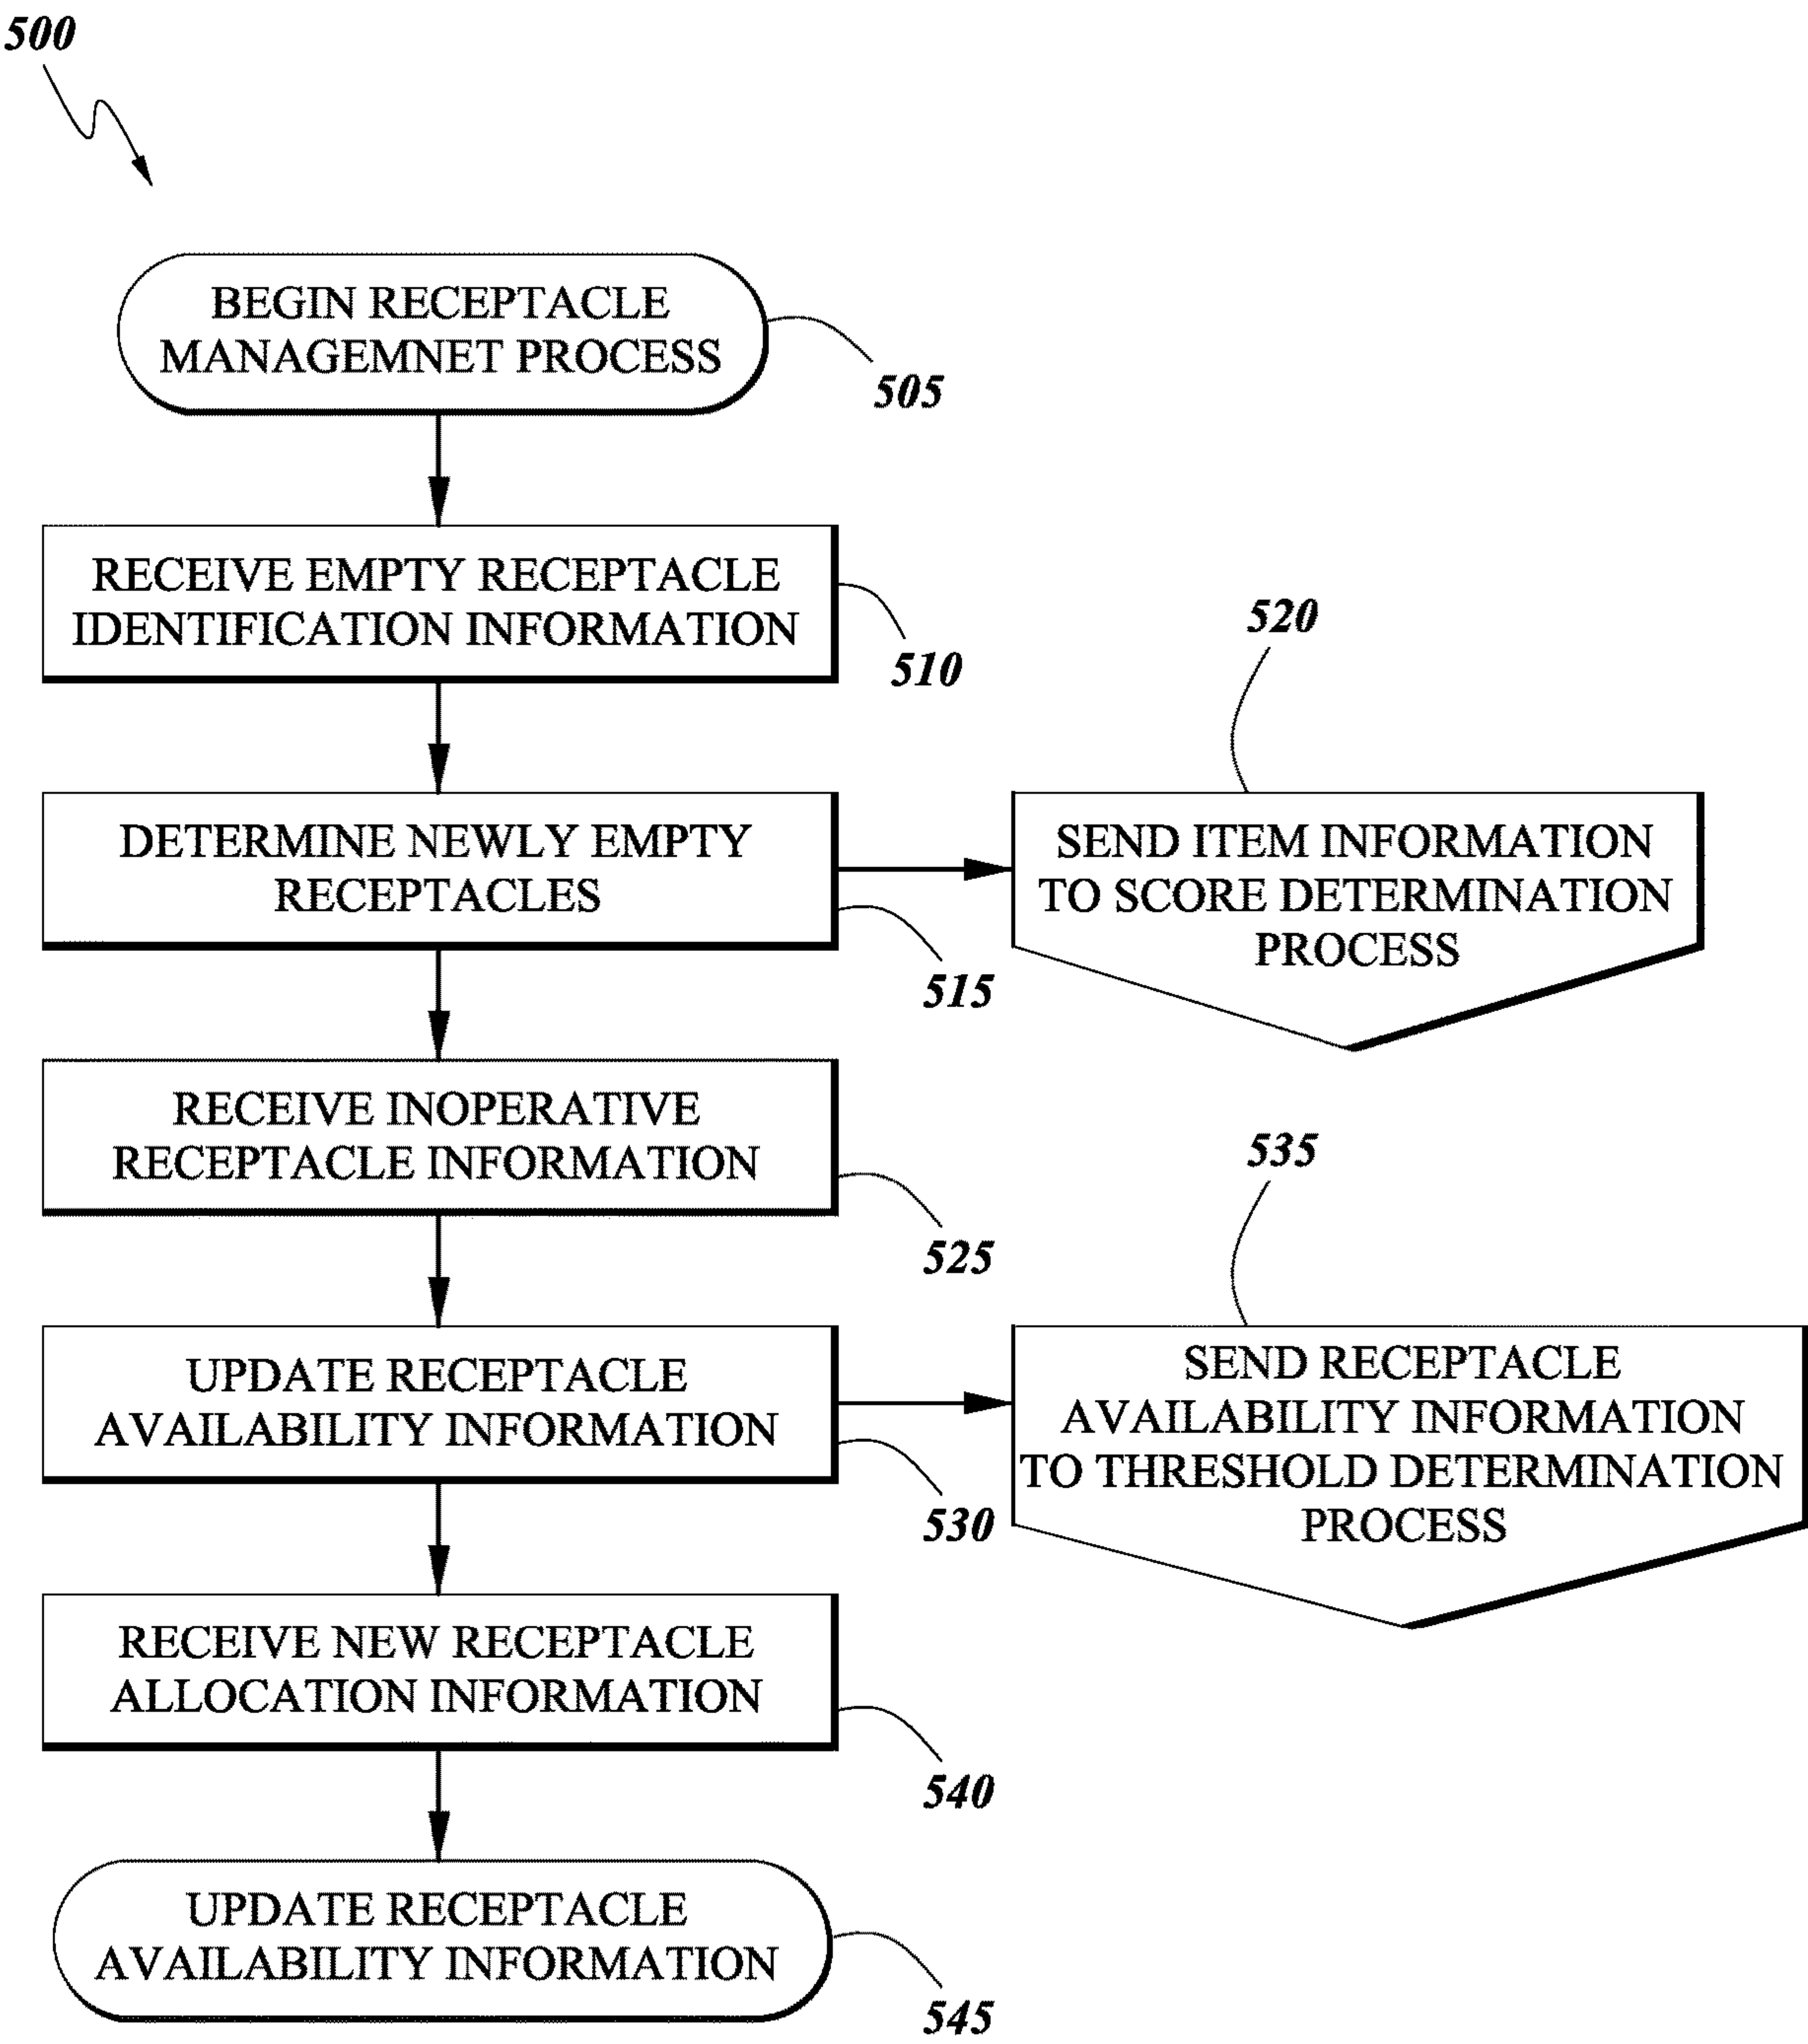 500
BEGIN RECEPTACLE
MANAGEMNET PROCESS
505
RECEIVE EMPTY RECEPTACLE
IDENTIFICATION INFORMATION
510
DETERMINE NEWLY EMPTY
RECEPTACLES
515
520
SEND ITEM INFORMATION
TO SCORE DETERMINATION
PROCESS
RECEIVE INOPERATIVE
RECEPTACLE INFORMATION
525
UPDATE RECEPTACLE
AVAILABILITY INFORMATION
530
535
SEND RECEPTACLE
AVAILABILITY INFORMATION
TO THRESHOLD DETERMINATION
PROCESS
RECEIVE NEW RECEPTACLE
ALLOCATION INFORMATION
540
UPDATE RECEPTACLE
AVAILABILITY INFORMATION
545